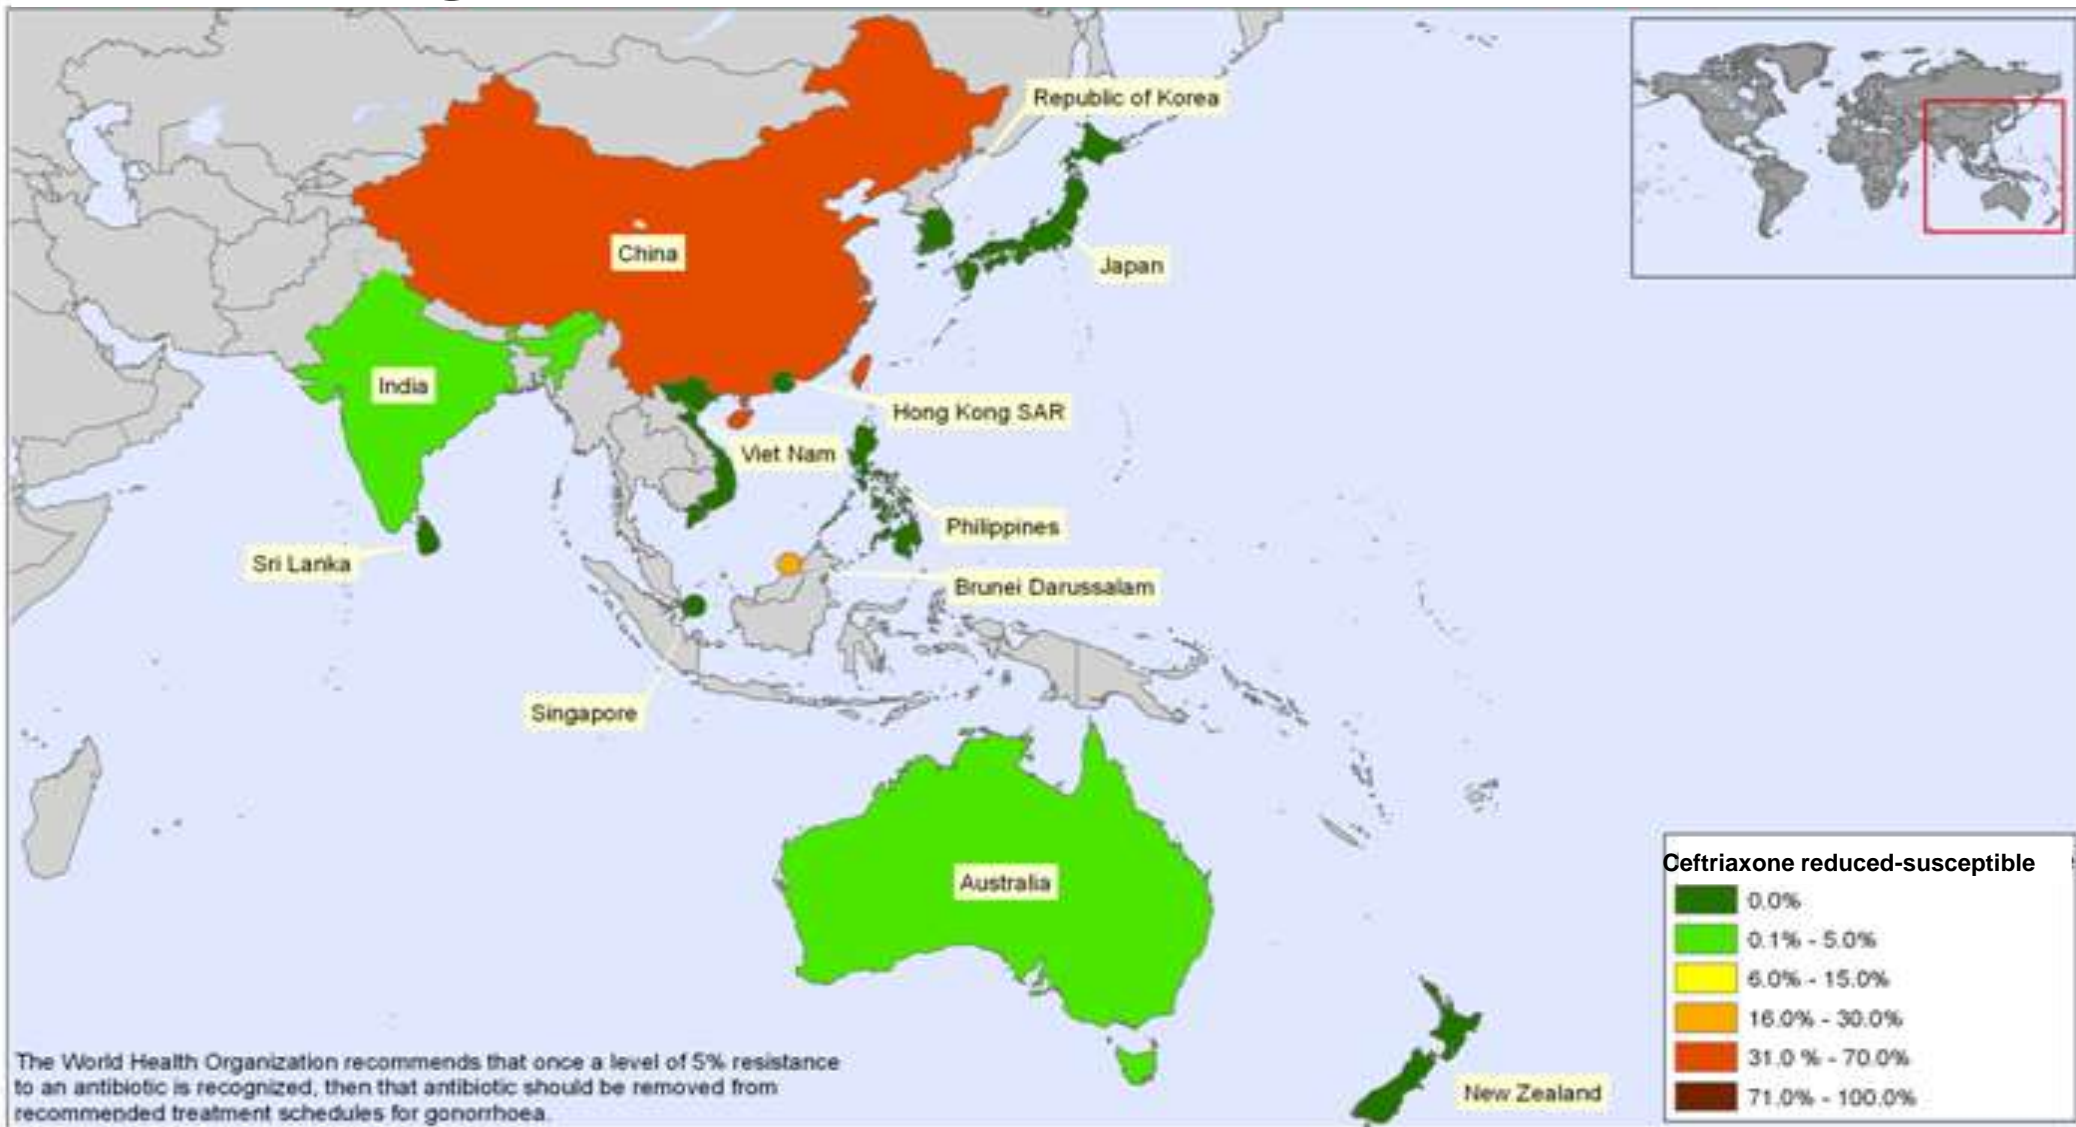 Republic of Korea
China
Japan
India
Hong Kong SAR
Viet Nam
Philippines
Sri Lanka
Brunei Darussalam
Singapore
Australia
New Zealand
Ceftriaxone reduced-susceptible
0.0%
0.1% - 5.0%
6.0% - 15.0%
16.0% - 30.0%
31.0 % - 70.0%
71.0% - 100.0%
The World Health Organization recommends that once a level of 5% resistance
to an antibiotic is recognized, then that antibiotic should be removed from
recommended treatment schedules for gonorrhoea.